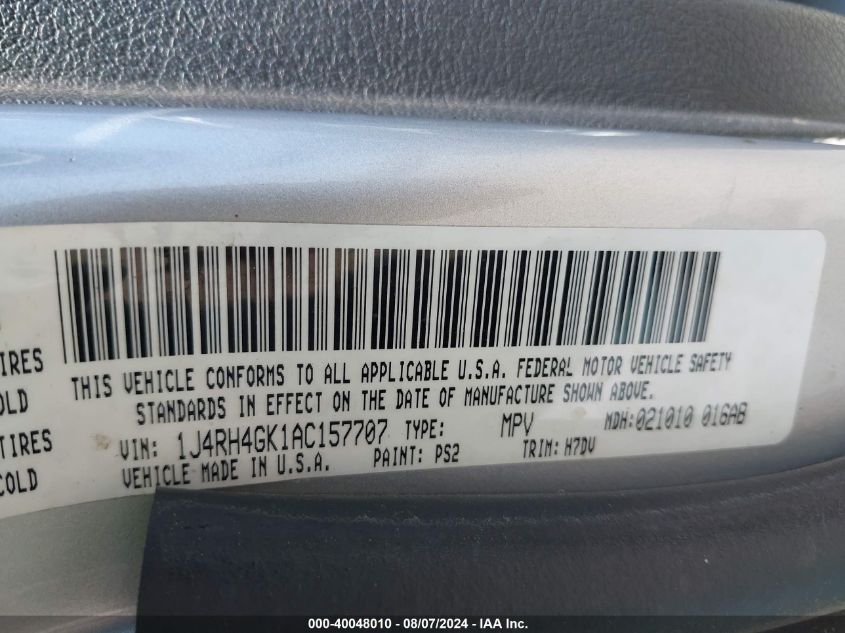 TIRES
COLD
TIRES
COLD
THIS VEHICLE CONFORMS TO ALL APPLICABLE U.S.A. FEDERAL MOTOR VEHICLE SAFETY
STANDARDS IN EFFECT ON THE DATE OF MANUFACTURE SHOWN ABOVE.
VIN: 1J4RH4GK1AC157707 TYPE: MPV MDH:021010 016AB
VEHICLE MADE IN U.S.A. PAINT: PS2 TRIM: H7DV
000-40048010 - 08/07/2024 - IAA Inc.